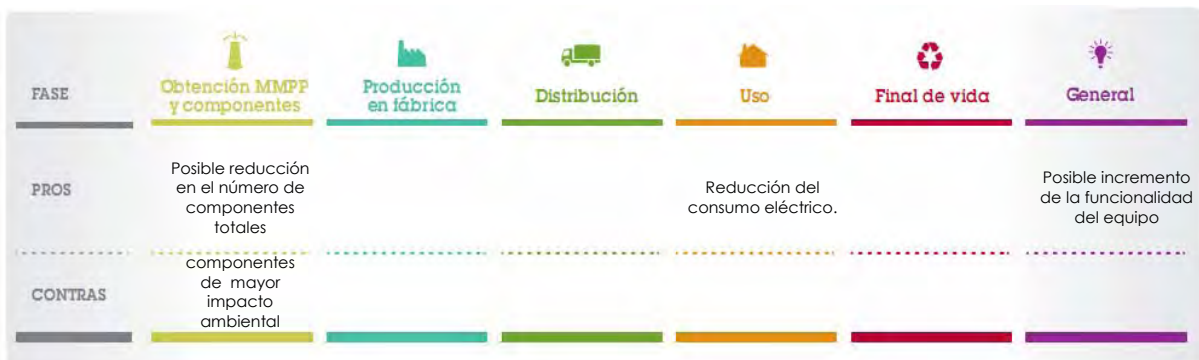 FASE
Obtención MMPP
y componentes
Producción
en fábrica
Distribución
Uso
Final de vida
General
PROS
Posible reducción
en el número de
componentes
totales
Reducción del
consumo eléctrico.
Posible incremento
de la funcionalidad
del equipo
CONTRAS
componentes
de mayor
impacto
ambiental